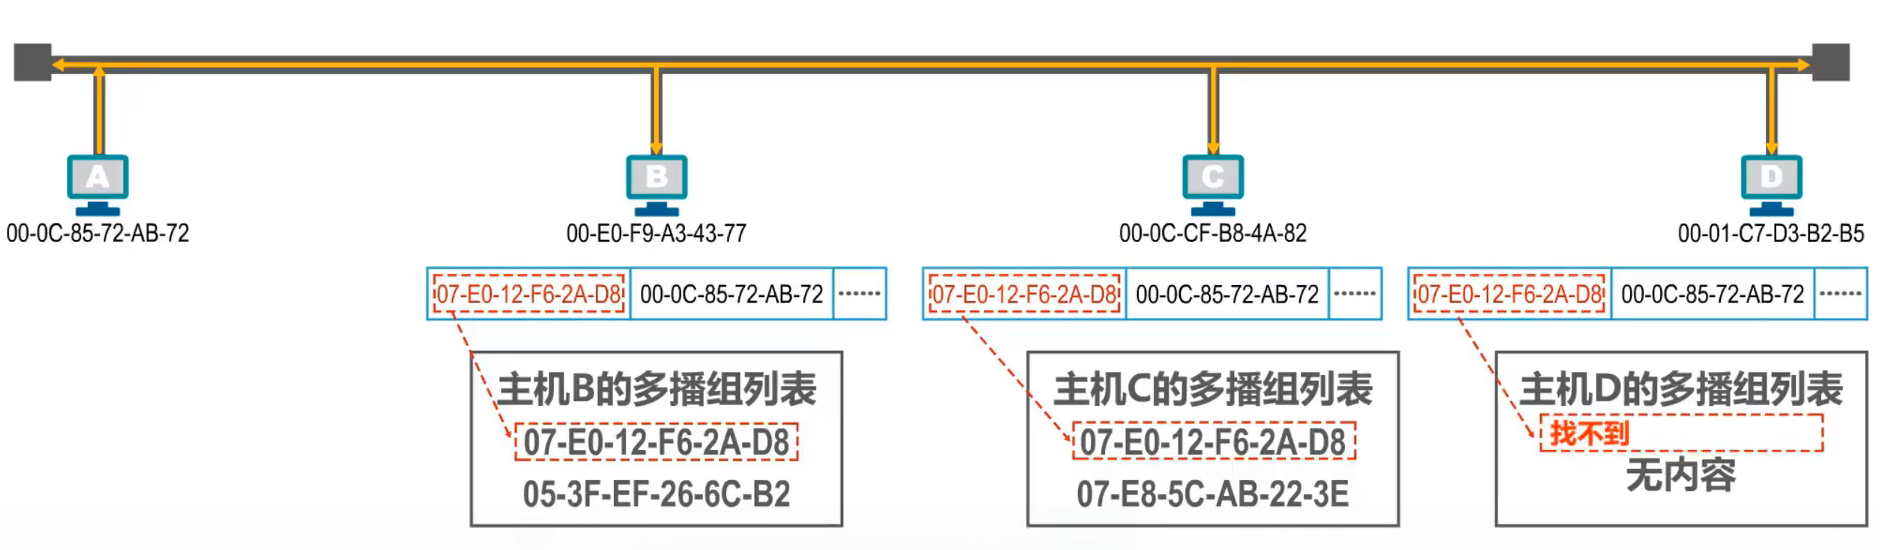 A
B
C
D
00-0C-85-72-AB-72
00-E0-F9-A3-43-77
00-0C-CF-B8-4A-82
00-01-C7-D3-B2-B5
07-E0-12-F6-2A-D8 00-0C-85-72-AB-72 ......
07-E0-12-F6-2A-D8 00-0C-85-72-AB-72 ......
07-E0-12-F6-2A-D8 00-0C-85-72-AB-72 ......
主机B的多播组列表
07-E0-12-F6-2A-D8
05-3F-EF-26-6C-B2
主机C的多播组列表
07-E0-12-F6-2A-D8
07-E8-5C-AB-22-3E
主机D的多播组列表
找不到
无内容